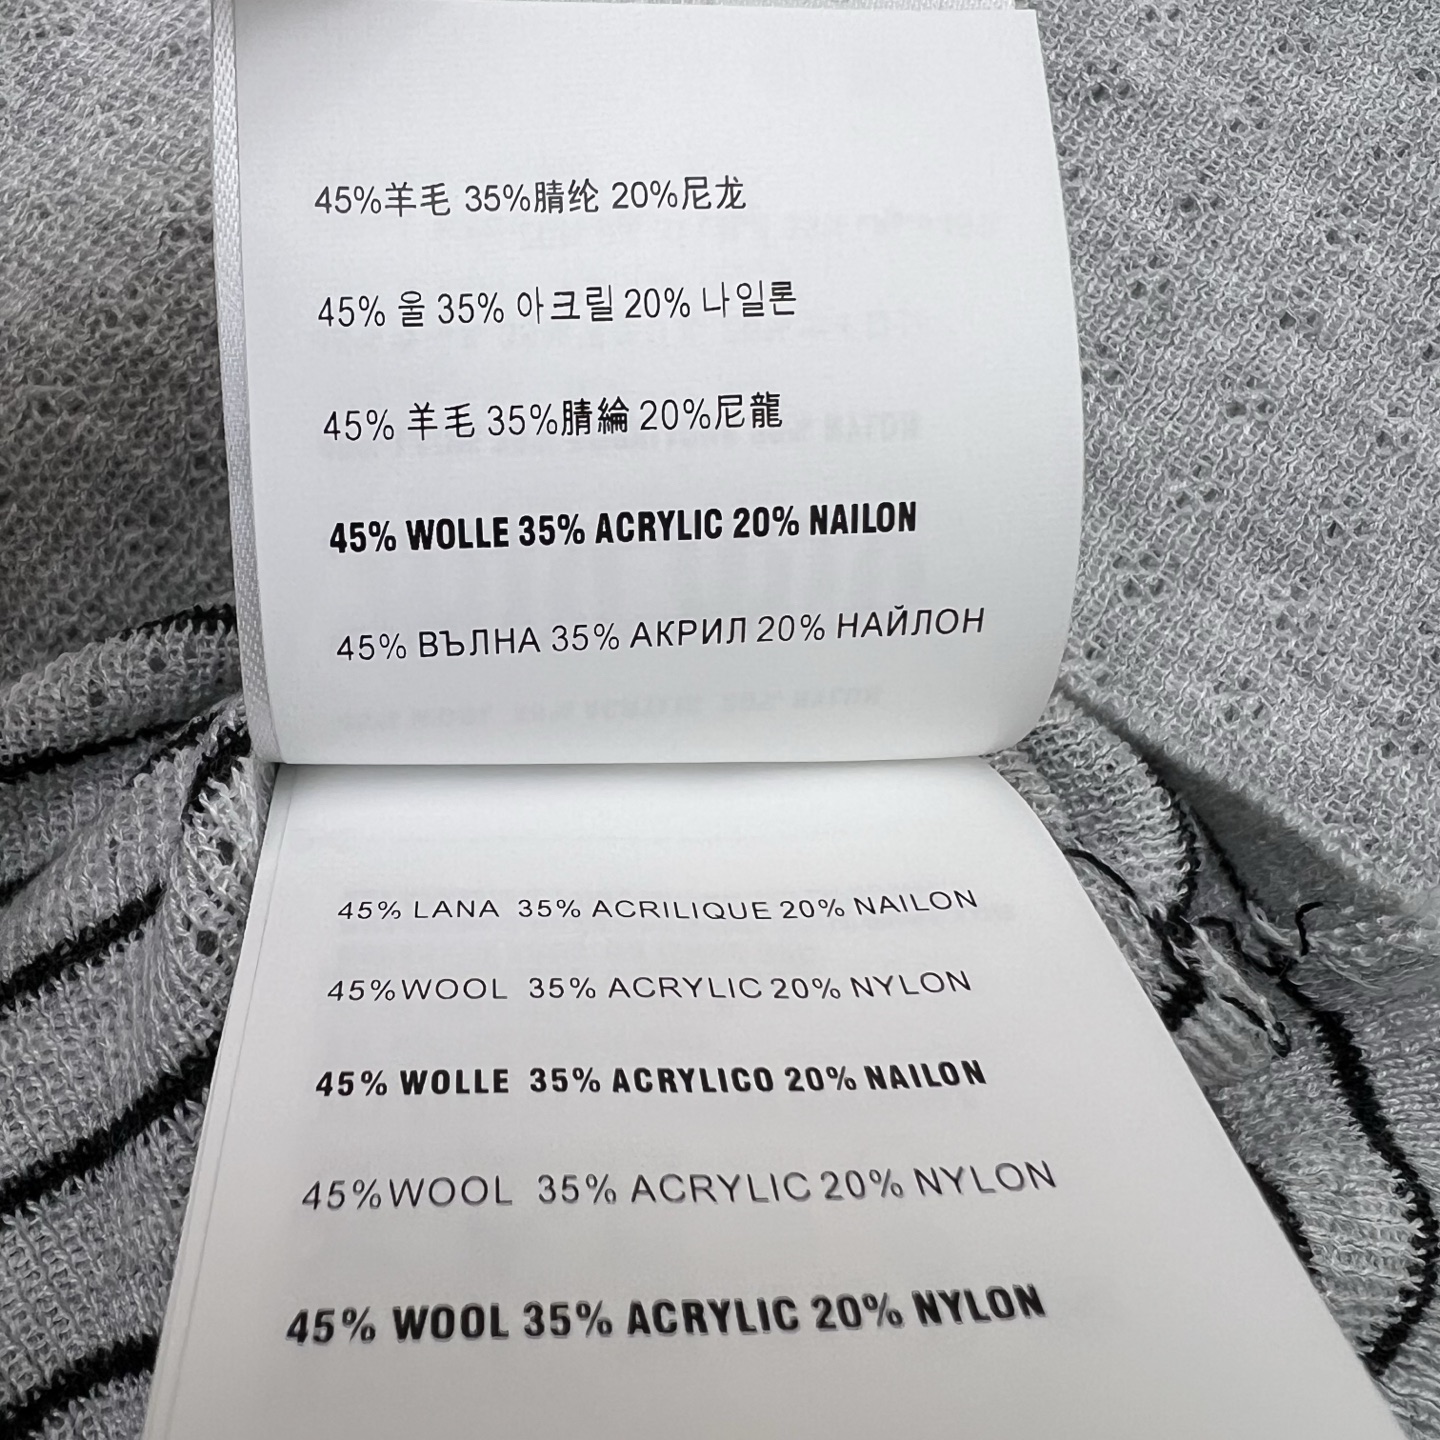 45%羊毛 35%腈纶 20%尼龙
45% 울 35% 아크릴 20% 나일론
45% 羊毛 35%腈綸 20%尼龍
45% WOLLE 35% ACRYLIC 20% NAILON
45% ВЪЛНА 35% АКРИЛ 20% НАЙЛОН
45% LANA 35% ACRILIQUE 20% NAILON
45%WOOL 35% ACRYLIC 20% NYLON
45% WOLLE 35% ACRYLICO 20% NAILON
45%WOOL 35% ACRYLIC 20% NYLON
45% WOOL 35% ACRYLIC 20% NYLON